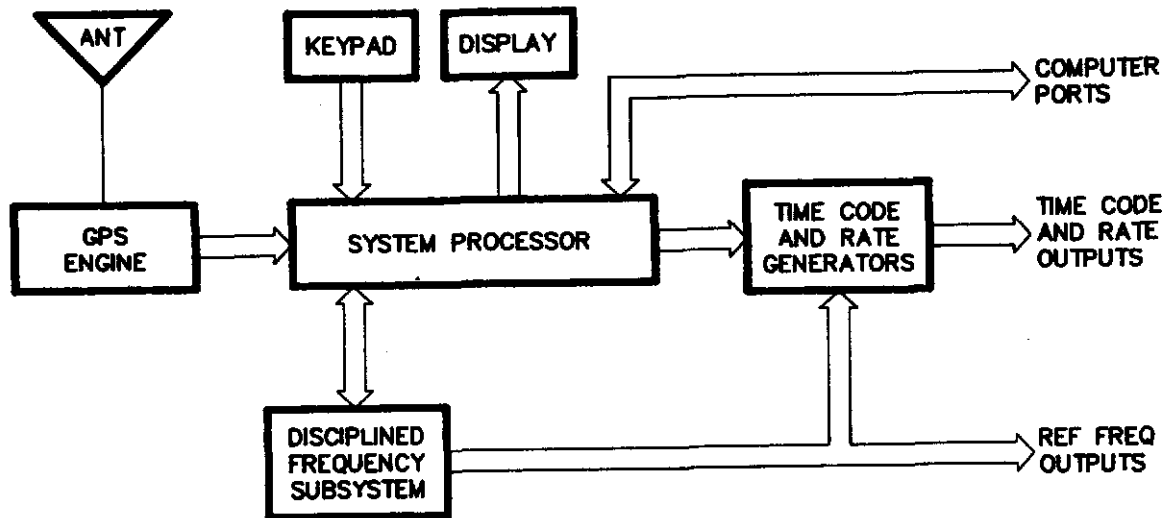 ANT
KEYPAD
DISPLAY
COMPUTER
PORTS
GPS
ENGINE
SYSTEM PROCESSOR
TIME CODE
AND RATE
GENERATORS
TIME CODE
AND RATE
OUTPUTS
DISCIPLINED
FREQUENCY
SUBSYSTEM
REF FREQ
OUTPUTS